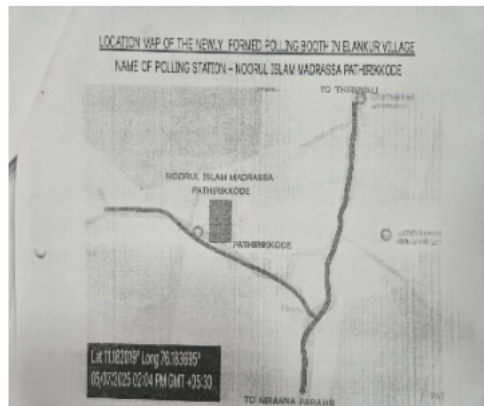 LOCATION MAP OF THE NEWLY FORMED POLLING BOOTH IN ELANKUR VILLAGE
NAME OF POLLING STATION - NOORUL ISLAM MADRASSA PATHIRIKKODE
TO THIRUVALI
NOORUL ISLAM MADRASSA
PATHIRIKKODE
PATHIRIKKODE
Lat 11.182019° Long 76.183695°
05/07/2025 02:04 PM GMT +05:30
TO NIRANNA PARAMB